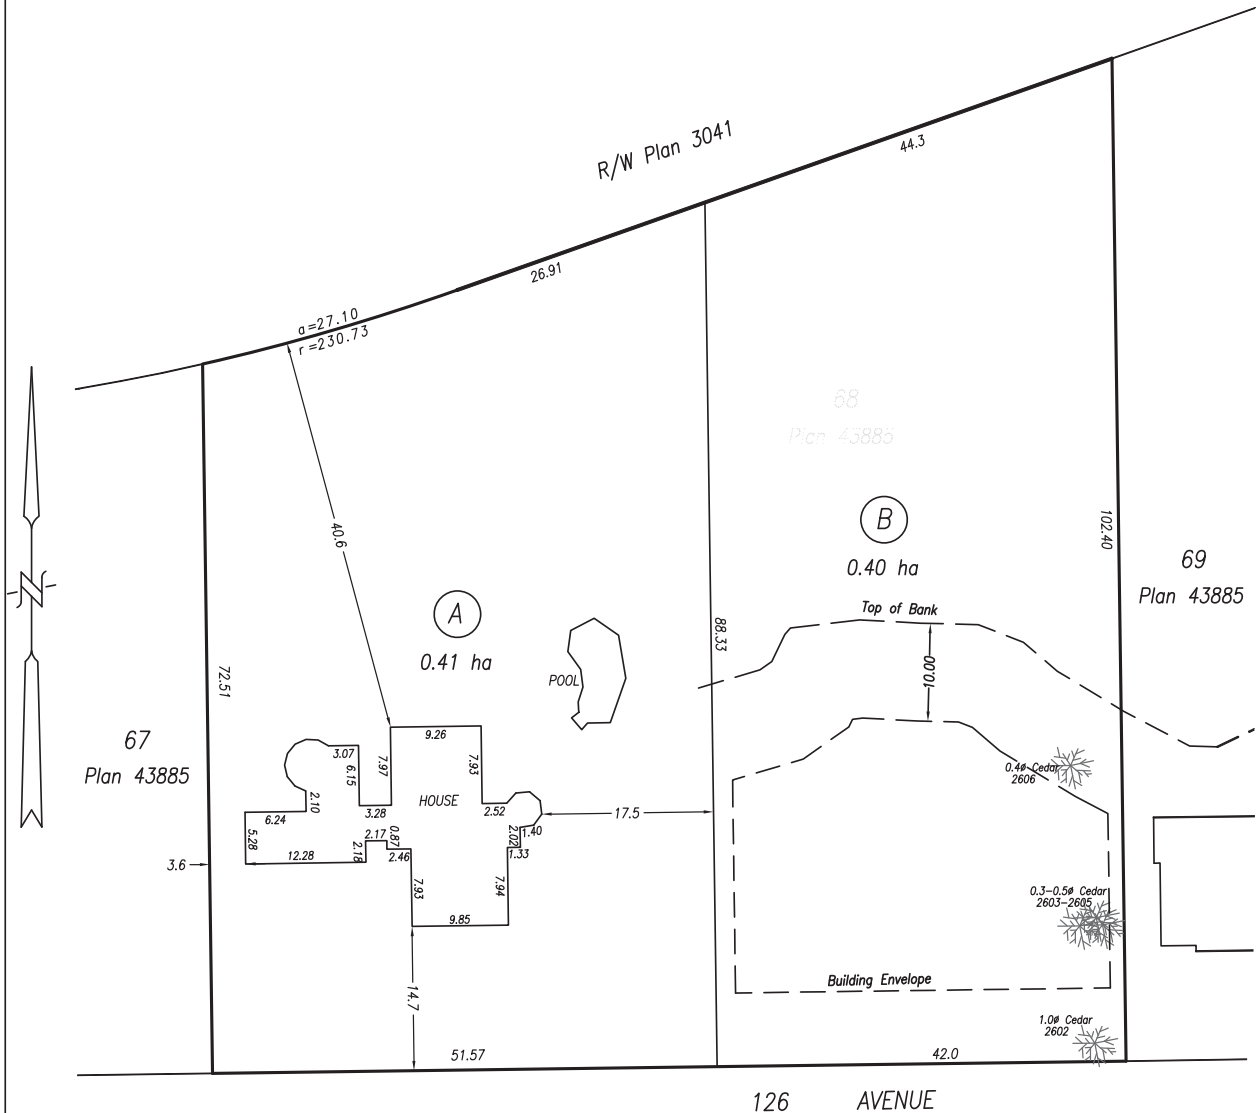 R/W Plan 3041
44.3
26.91
a=27.10
r=230.73
68
Plan 43885
40.6
B
0.40 ha
102.40
69
Plan 43885
Top of Bank
A
0.41 ha
88.33
10.00
72.51
POOL
67
Plan 43885
9.26
3.07
6.15
7.97
7.93
0.4ø Cedar
2606
2.10
HOUSE
3.28
2.52
6.24
17.5
5.28
2.17
0.87
2.02
1.40
3.6
12.28
2.18
2.46
1.33
7.93
7.94
0.3-0.5ø Cedar
2603-2605
9.85
Building Envelope
14.7
1.0ø Cedar
2602
51.57
42.0
N
126 AVENUE